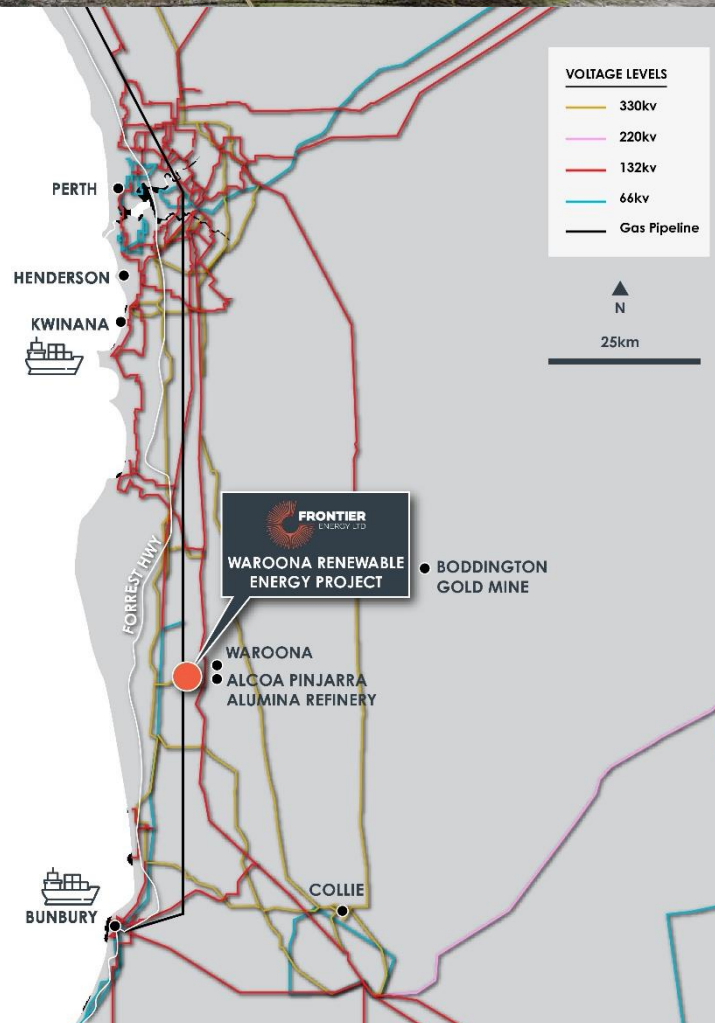 VOLTAGE LEVELS
330kv
220kv
132kv
66kv
Gas Pipeline
N
25km
PERTH
HENDERSON
KWINANA
FORREST HWY
FRONTIER
ENERGY LTD
WAROONA RENEWABLE
ENERGY PROJECT
BODDINGTON
GOLD MINE
WAROONA
ALCOA PINJARRA
ALUMINA REFINERY
COLLIE
BUNBURY